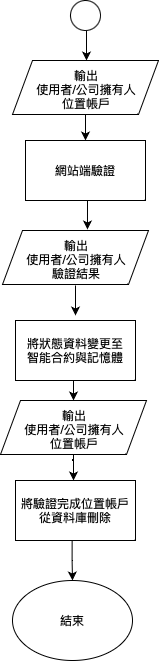 輸出
使用者/公司擁有人
位置帳戶
網站端驗證
輸出
使用者/公司擁有人
驗證結果
將狀態資料變更至
智能合約與記憶體
輸出
使用者/公司擁有人
位置帳戶
將驗證完成位置帳戶
從資料庫刪除
結束